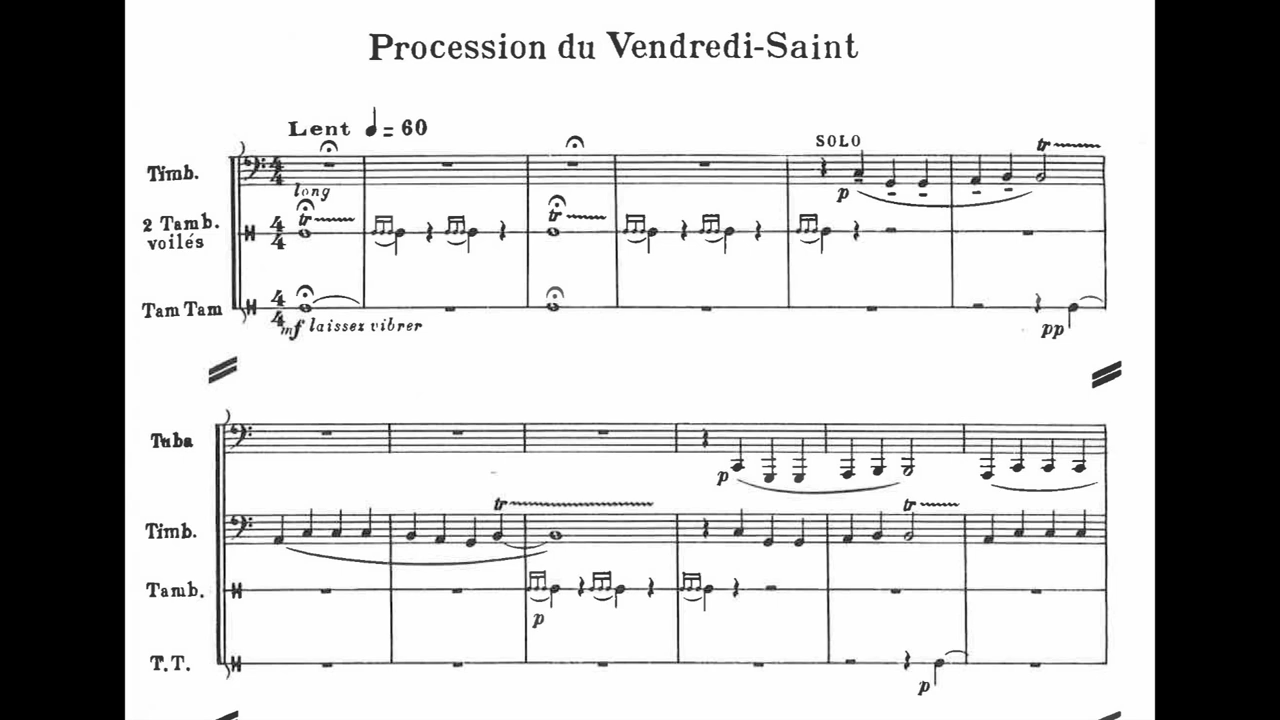 Procession du Vendredi-Saint
Lent ♩ = 60
SOLO
tr
Timb.
long
p
tr
tr
2 Tamb.
voilés
Tam Tam
mf laissez vibrer
pp
Tuba
p
tr
tr
Timb.
Tamb.
p
T.T.
p